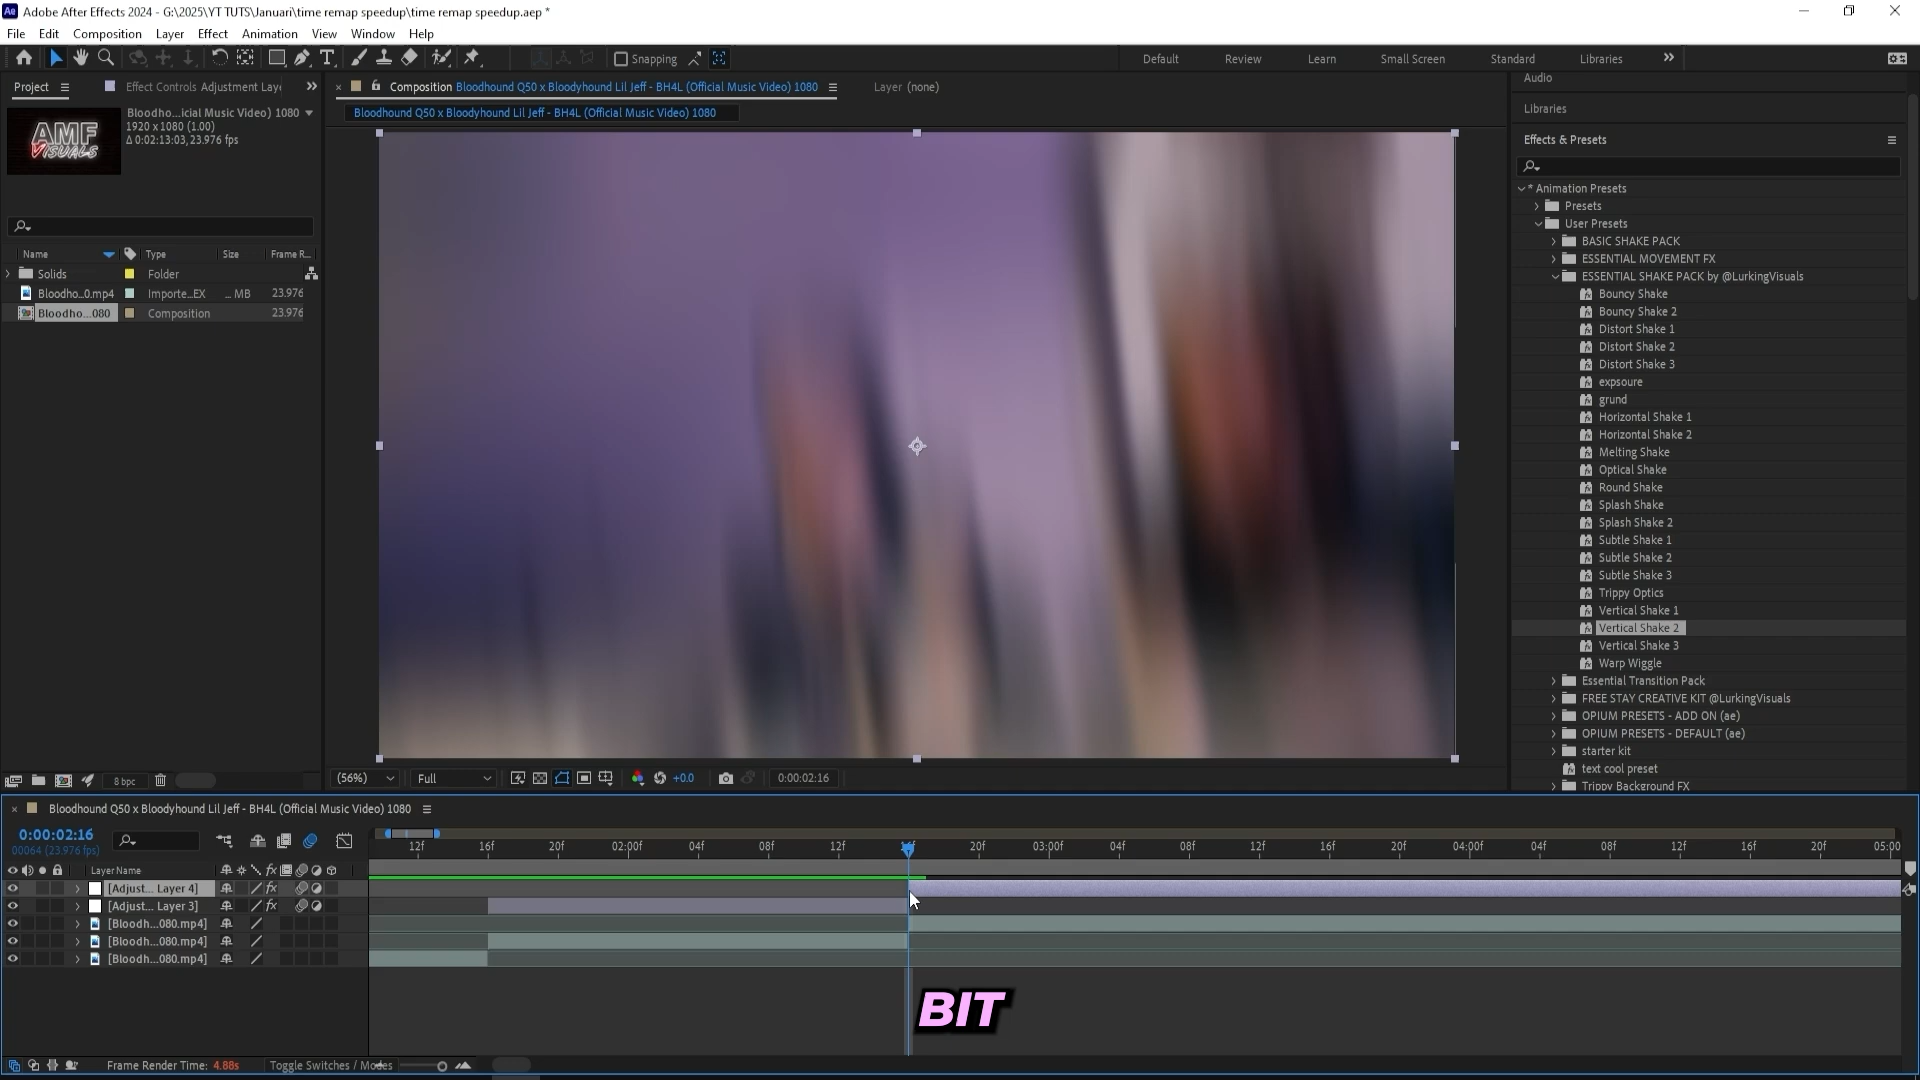 Adobe After Effects 2024 - G:\2025\YT TUTS\Januari\time remap speedup\time remap speedup.aep *
File Edit Composition Layer Effect Animation View Window Help
Snapping
Default Review Learn Small Screen Standard Libraries
Project
Effect Controls Adjustment Laye
Composition Bloodhound Q50 x Bloodyhound Lil Jeff - BH4L (Official Music Video) 1080
Layer (none)
Bloodhound Q50 x Bloodyhound Lil Jeff - BH4L (Official Music Video) 1080
AMF VISUALS
Bloodho...icial Music Video) 1080
1920 x 1080 (1.00)
Δ 0:02:13:03, 23.976 fps
Name Type Size Frame R...
Solids Folder
Bloodho...0.mp4 Importe...EX ... MB 23.976
Bloodho...080 Composition 23.976
8 bpc
Audio
Libraries
Effects & Presets
* Animation Presets
Presets
User Presets
BASIC SHAKE PACK
ESSENTIAL MOVEMENT FX
ESSENTIAL SHAKE PACK by @LurkingVisuals
Bouncy Shake
Bouncy Shake 2
Distort Shake 1
Distort Shake 2
Distort Shake 3
expsoure
grund
Horizontal Shake 1
Horizontal Shake 2
Melting Shake
Optical Shake
Round Shake
Splash Shake
Splash Shake 2
Subtle Shake 1
Subtle Shake 2
Subtle Shake 3
Trippy Optics
Vertical Shake 1
Vertical Shake 2
Vertical Shake 3
Warp Wiggle
Essential Transition Pack
FREE STAY CREATIVE KIT @LurkingVisuals
OPIUM PRESETS - ADD ON (ae)
OPIUM PRESETS - DEFAULT (ae)
starter kit
text cool preset
Trippy Background FX
(56%) Full +0.0 0:00:02:16
Bloodhound Q50 x Bloodyhound Lil Jeff - BH4L (Official Music Video) 1080
0:00:02:16
00064 (23.976 fps)
12f 16f 20f 02:00f 04f 08f 12f 20f 03:00f 04f 08f 12f 16f 20f 04:00f 04f 08f 12f 16f 20f 05:00
Layer Name
[Adjust... Layer 4]
[Adjust... Layer 3]
[Bloodh...080.mp4]
[Bloodh...080.mp4]
[Bloodh...080.mp4]
BIT
Frame Render Time: 4.88s Toggle Switches / Modes